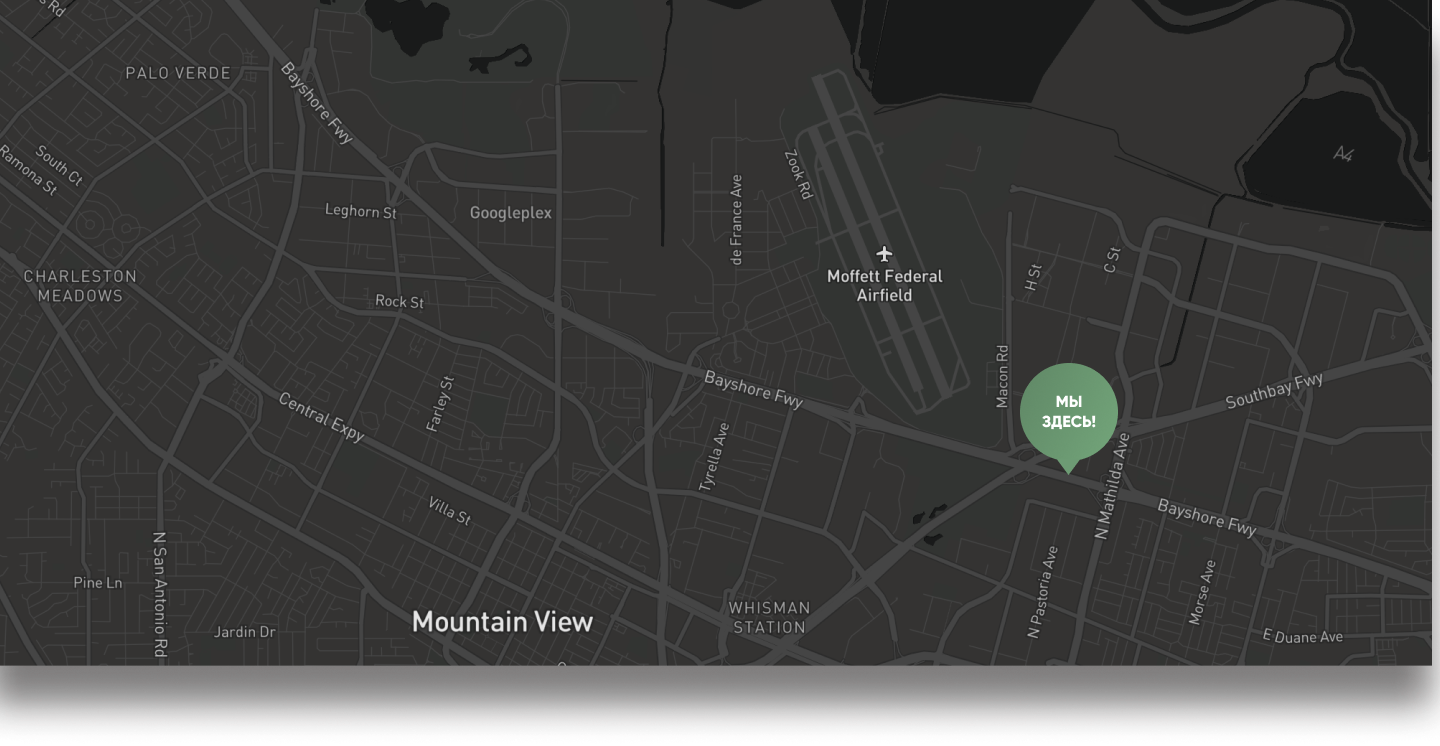 s Rd
PALO VERDE
Bayshore Fwy
South Ct
Ramona St
A4
Zook Rd
Leghorn St
Googleplex
de France Ave
C St
H St
CHARLESTON
MEADOWS
Moffett Federal
Airfield
Rock St
Macon Rd
Bayshore Fwy
Southbay Fwy
Farley St
Central Expy
МЫ
ЗДЕСЬ!
Tyrella Ave
N Mathilda Ave
Villa St
Bayshore Fwy
N San Antonio Rd
Pine Ln
N Pastoria Ave
Morse Ave
Mountain View
WHISMAN
STATION
Jardin Dr
E Duane Ave